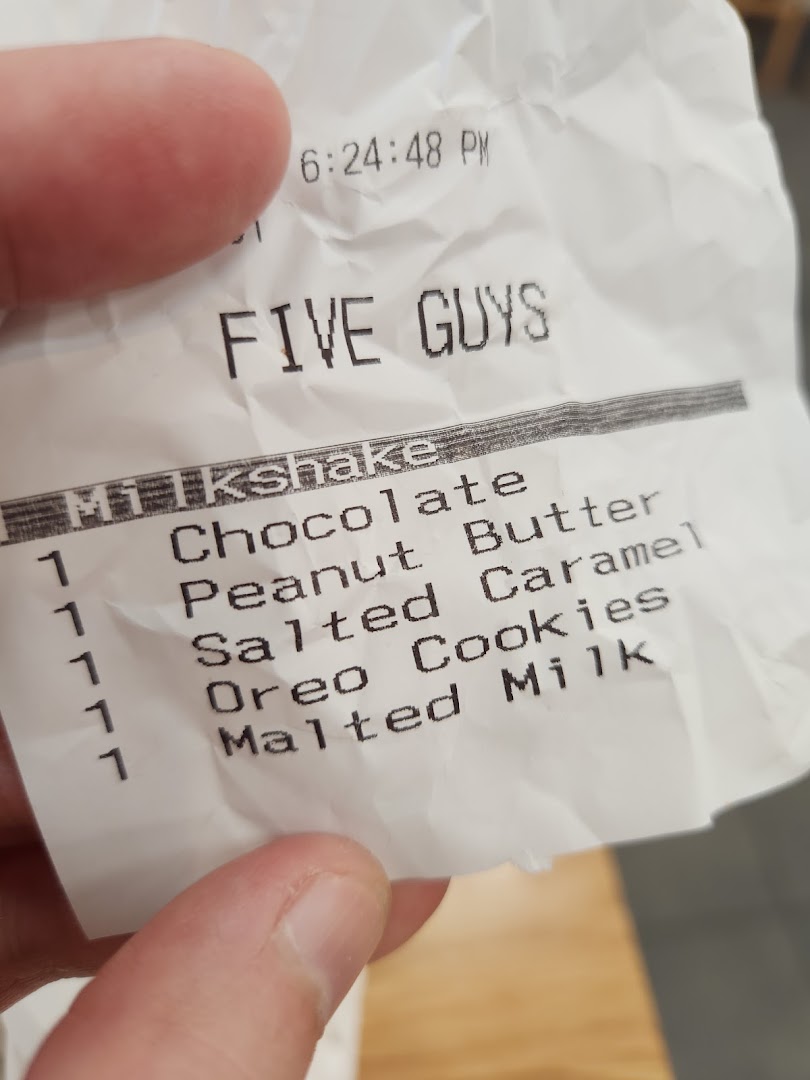 6:24:48 PM
FIVE GUYS
Milkshake
1 Chocolate
1 Peanut Butter
1 Salted Caramel
1 Oreo Cookies
1 Malted Milk